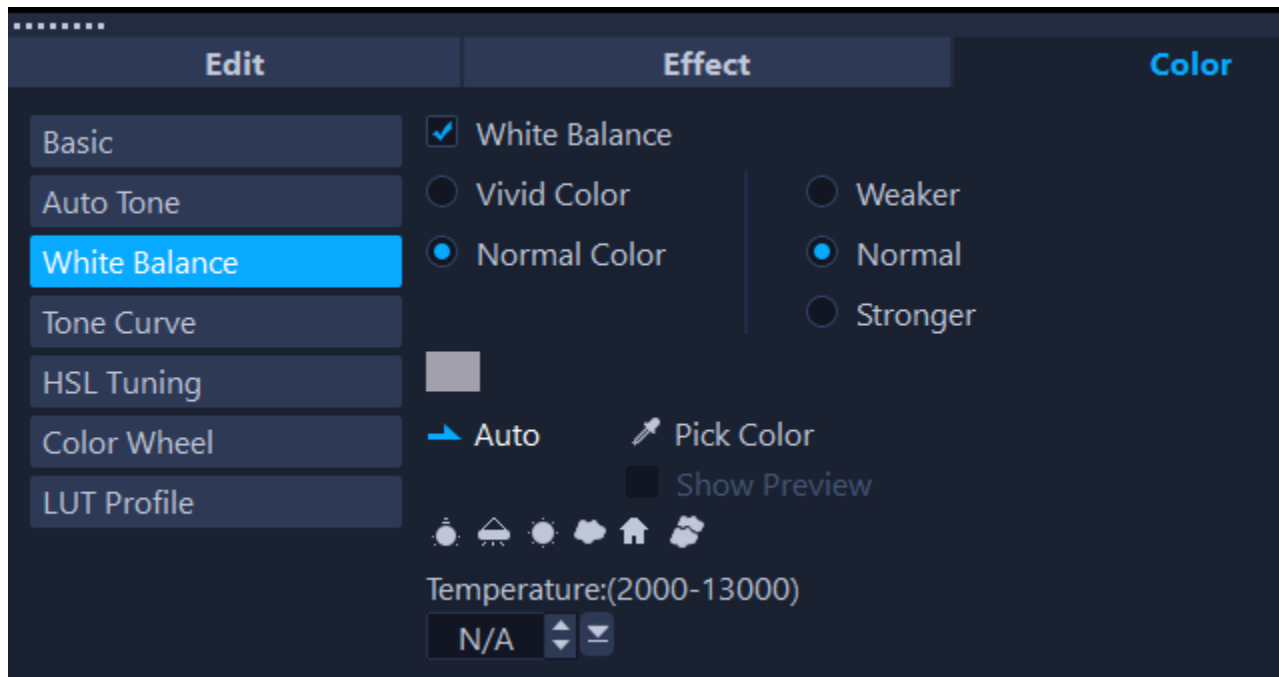 Edit Effect Color
Basic
Auto Tone
White Balance
Tone Curve
HSL Tuning
Color Wheel
LUT Profile
White Balance
Vivid Color
Normal Color
Weaker
Normal
Stronger
Auto
Pick Color
Show Preview
Temperature:(2000-13000)
N/A